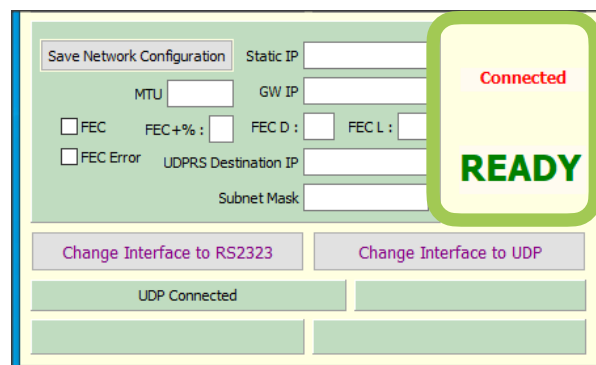 Save Network Configuration Static IP
Connected
MTU GW IP
FEC FEC+% : FEC D : FEC L :
FEC Error UDPRS Destination IP
READY
Subnet Mask
Change Interface to RS2323 Change Interface to UDP
UDP Connected